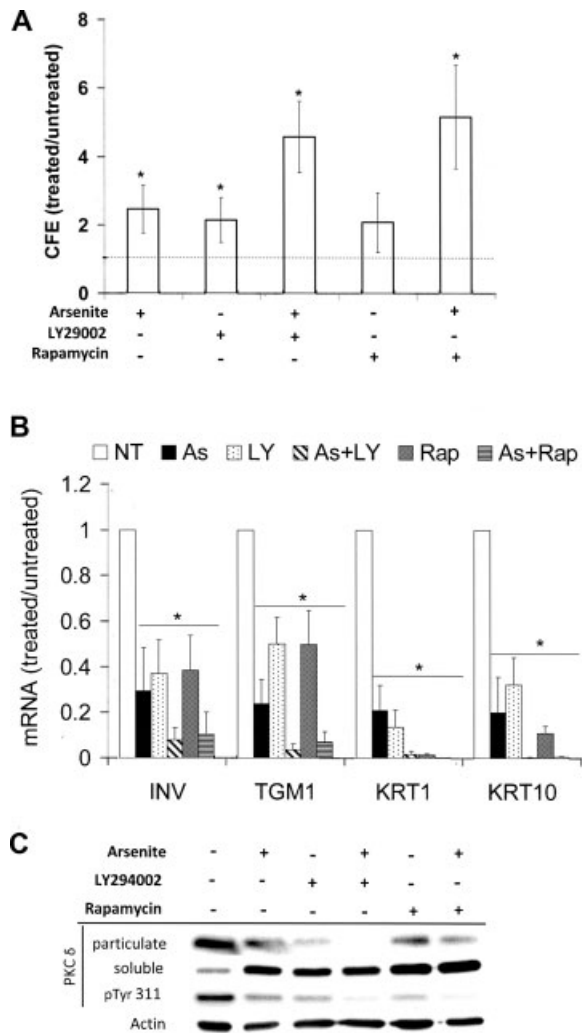 A
CFE (treated/untreated)
8
6
4
2
0
* * * *
Arsenite + - + - +
LY29002 - + + - -
Rapamycin - - - + +
B
NT As LY As+LY Rap As+Rap
mRNA (treated/untreated)
1.2
1
0.8
0.6
0.4
0.2
0
* * * *
INV TGM1 KRT1 KRT10
C
Arsenite - + - + - +
LY294002 - - + + - -
Rapamycin - - - - + +
PKC δ
particulate
soluble
pTyr 311
Actin